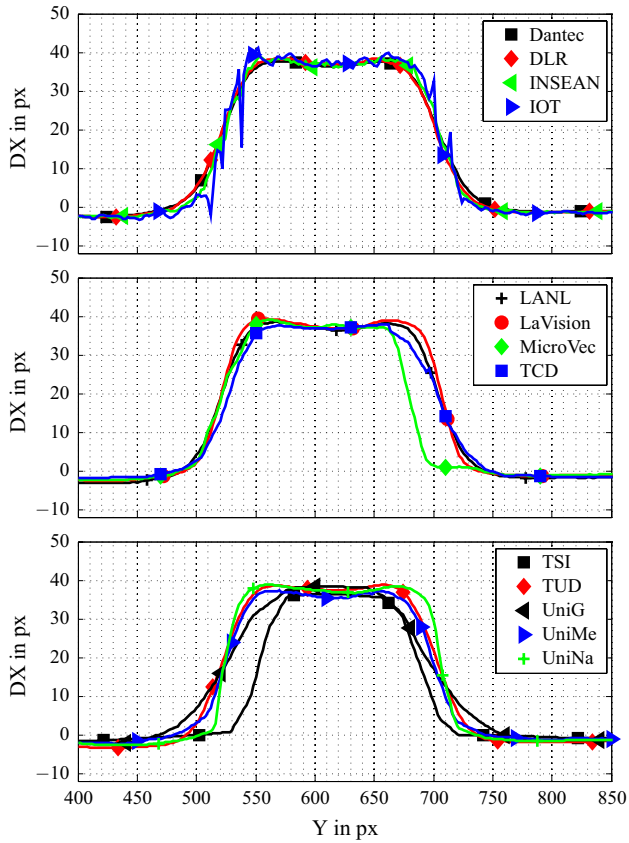 50
40
30
20
10
0
−10
DX in px
Dantec
DLR
INSEAN
IOT
50
40
30
20
10
0
−10
DX in px
LANL
LaVision
MicroVec
TCD
50
40
30
20
10
0
−10
DX in px
TSI
TUD
UniG
UniMe
UniNa
400 450 500 550 600 650 700 750 800 850
Y in px